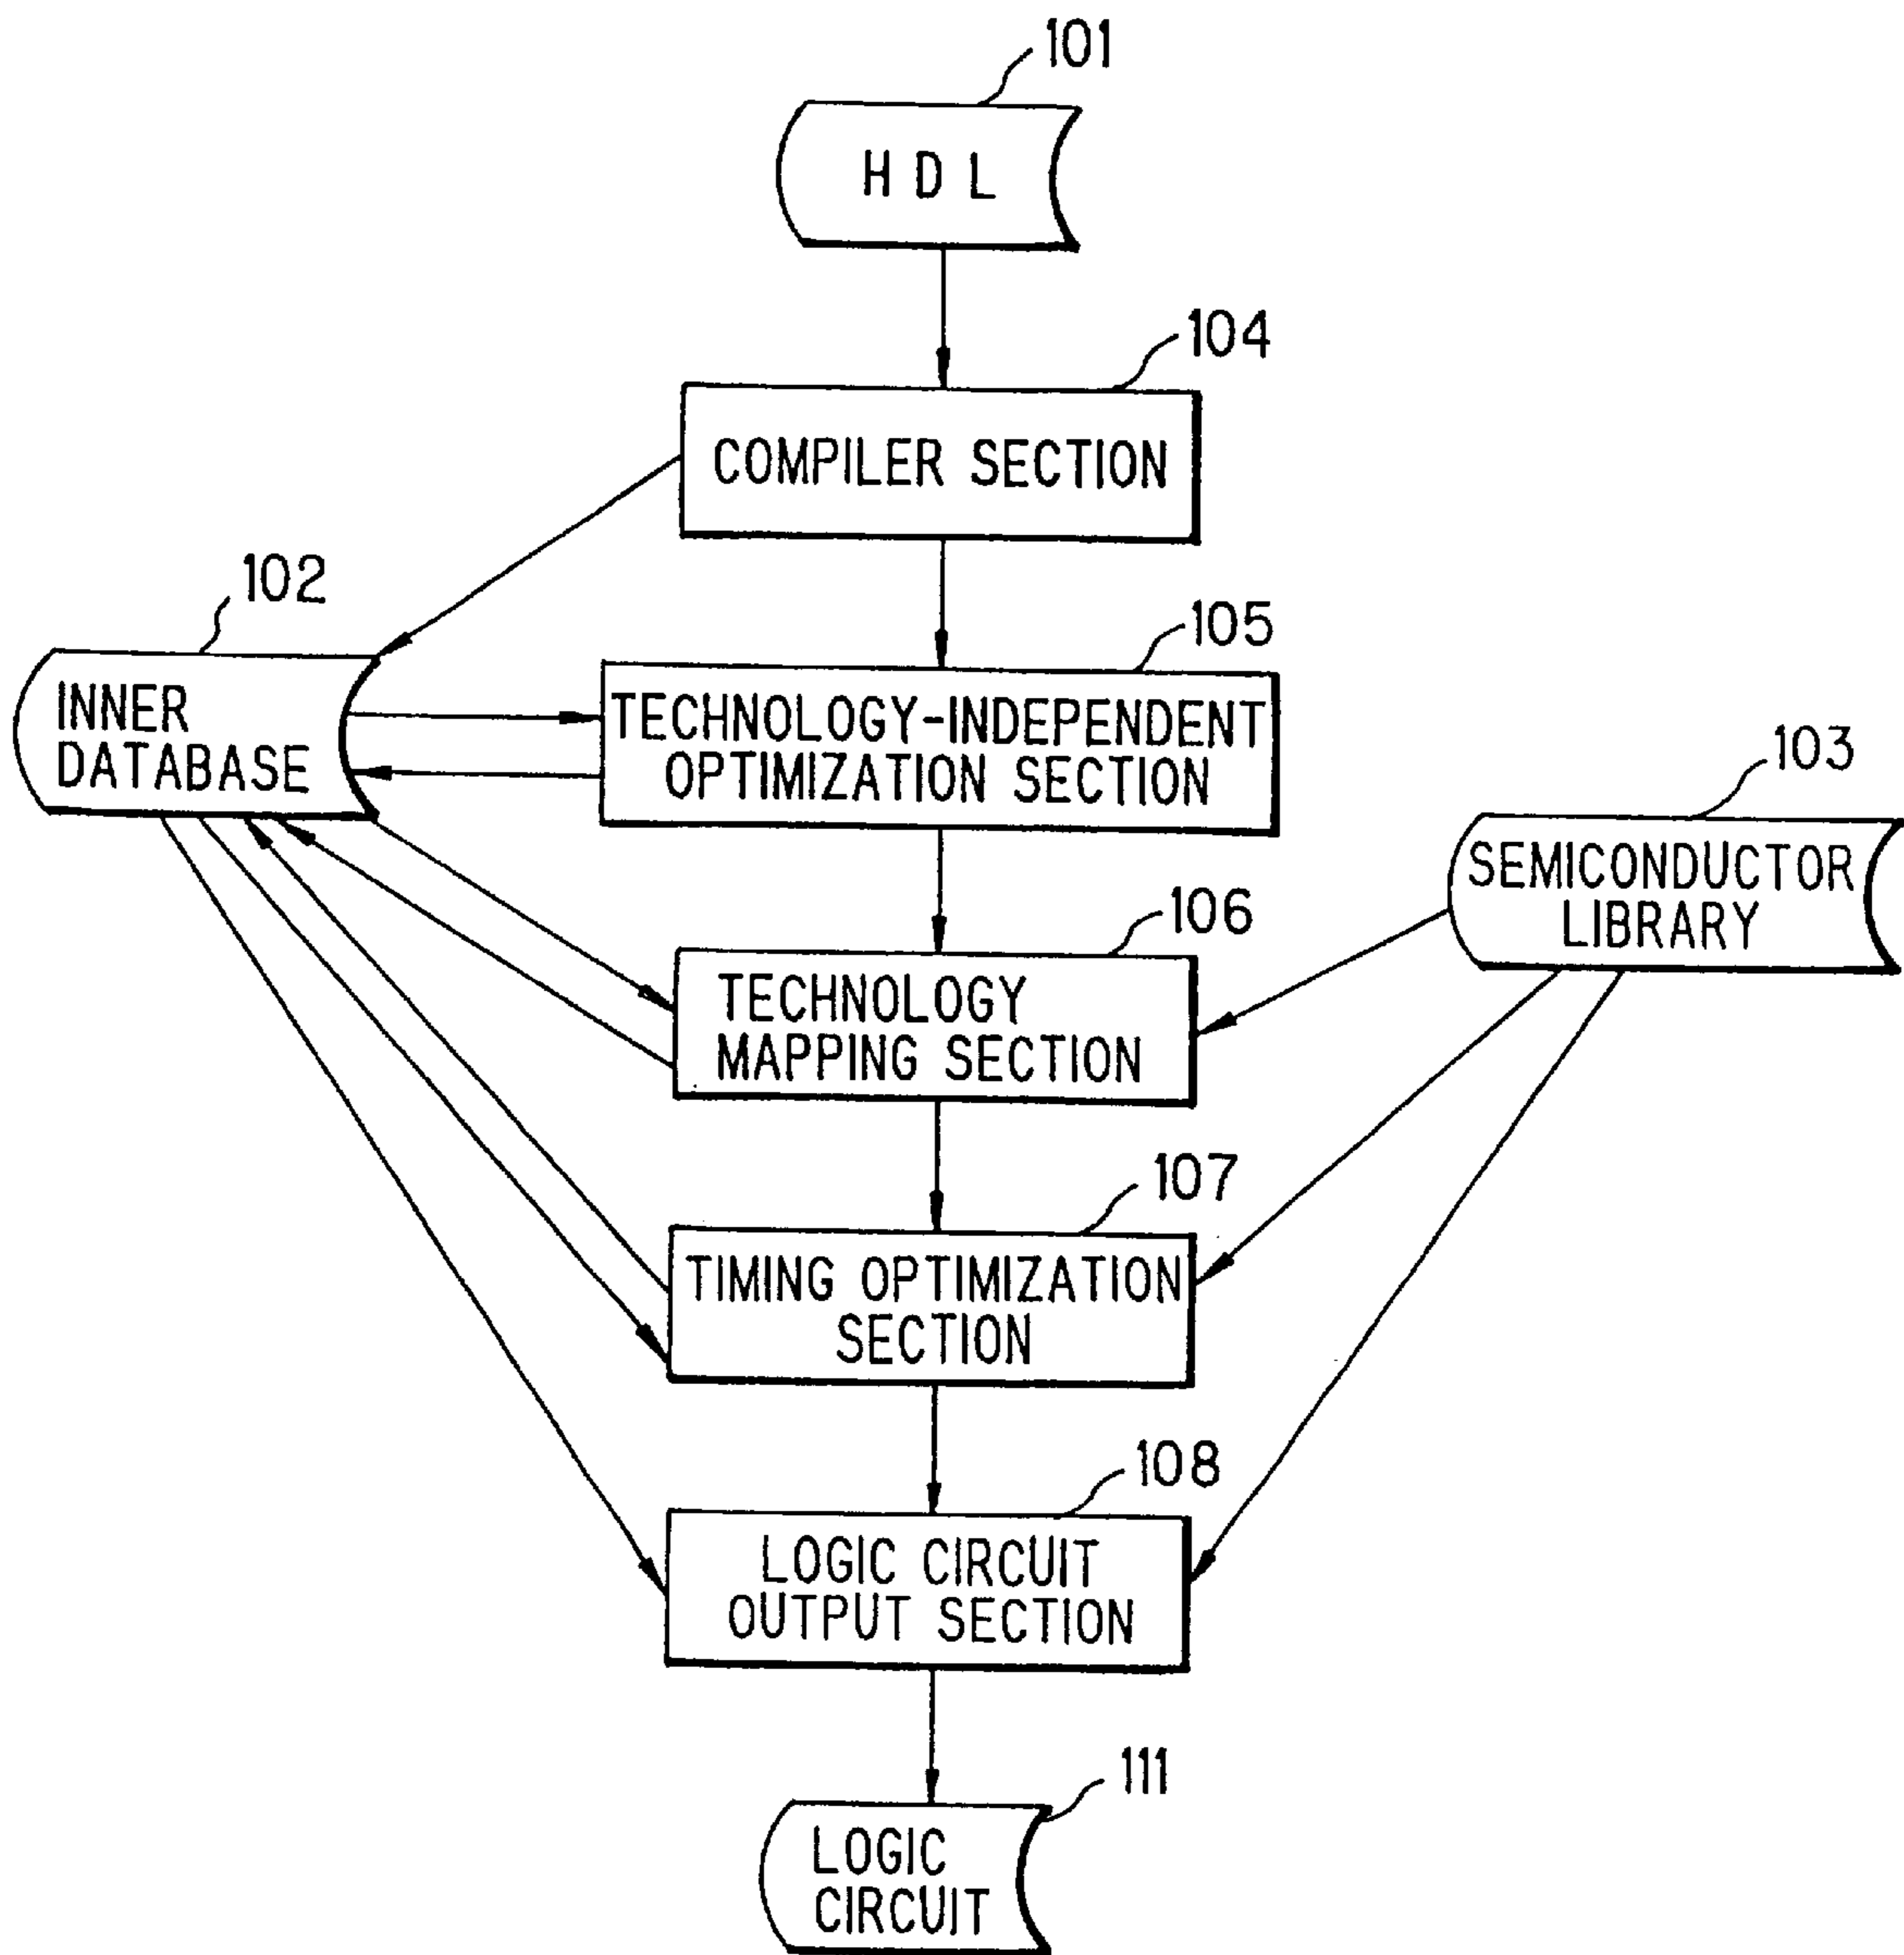 101
H D L
104
COMPILER SECTION
102
INNER
DATABASE
105
TECHNOLOGY-INDEPENDENT
OPTIMIZATION SECTION
103
SEMICONDUCTOR
LIBRARY
106
TECHNOLOGY
MAPPING SECTION
107
TIMING OPTIMIZATION
SECTION
108
LOGIC CIRCUIT
OUTPUT SECTION
111
LOGIC
CIRCUIT